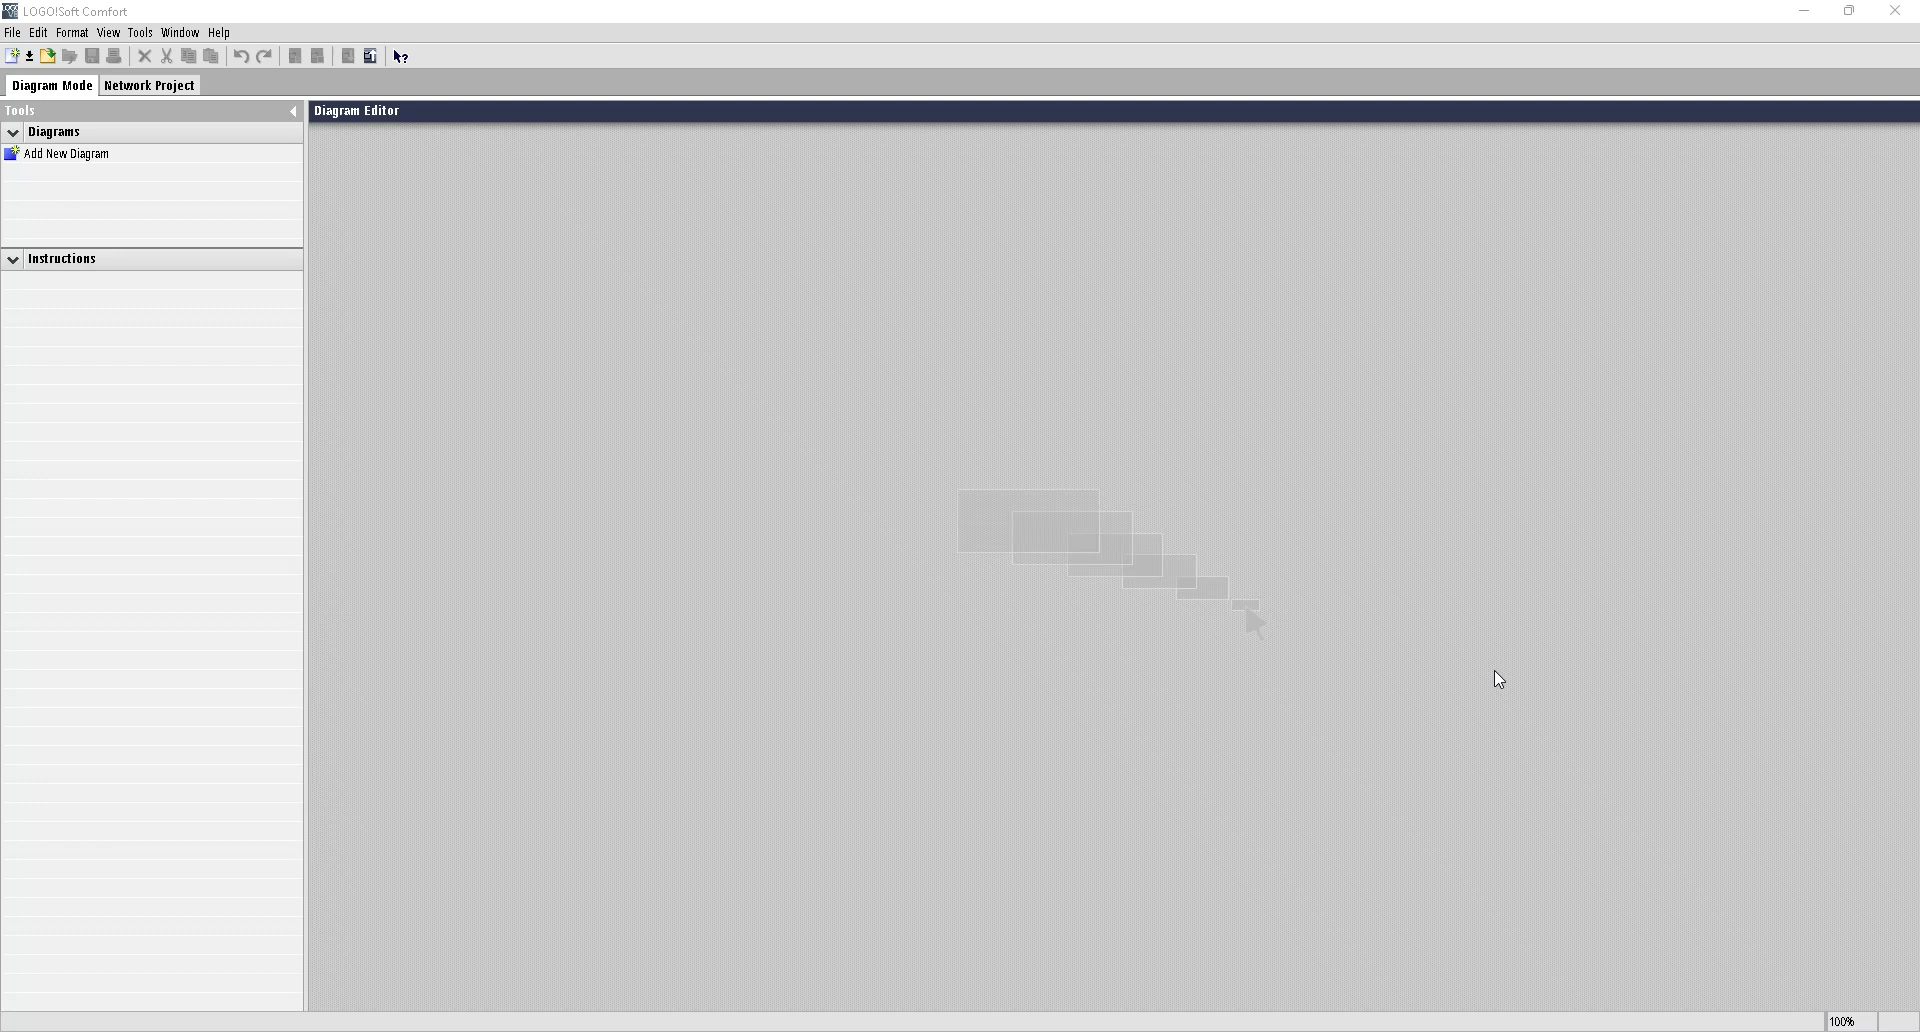 LOGO!Soft Comfort
File Edit Format View Tools Window Help
Diagram Mode Network Project
Tools
Diagram Editor
Diagrams
Add New Diagram
Instructions
100%